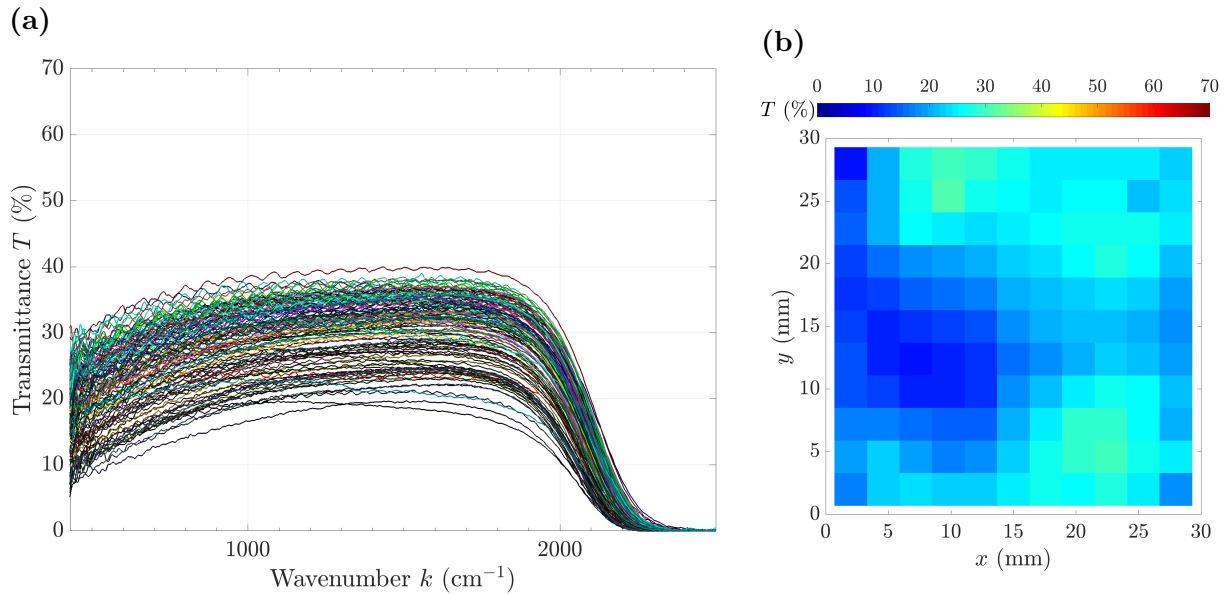 (a)
70
60
50
40
30
20
10
0
Transmittance T (%)
1000 2000
Wavenumber k (cm⁻¹)
(b)
0 10 20 30 40 50 60 70
T (%)
30
25
20
15
10
5
0
y (mm)
0 5 10 15 20 25 30
x (mm)